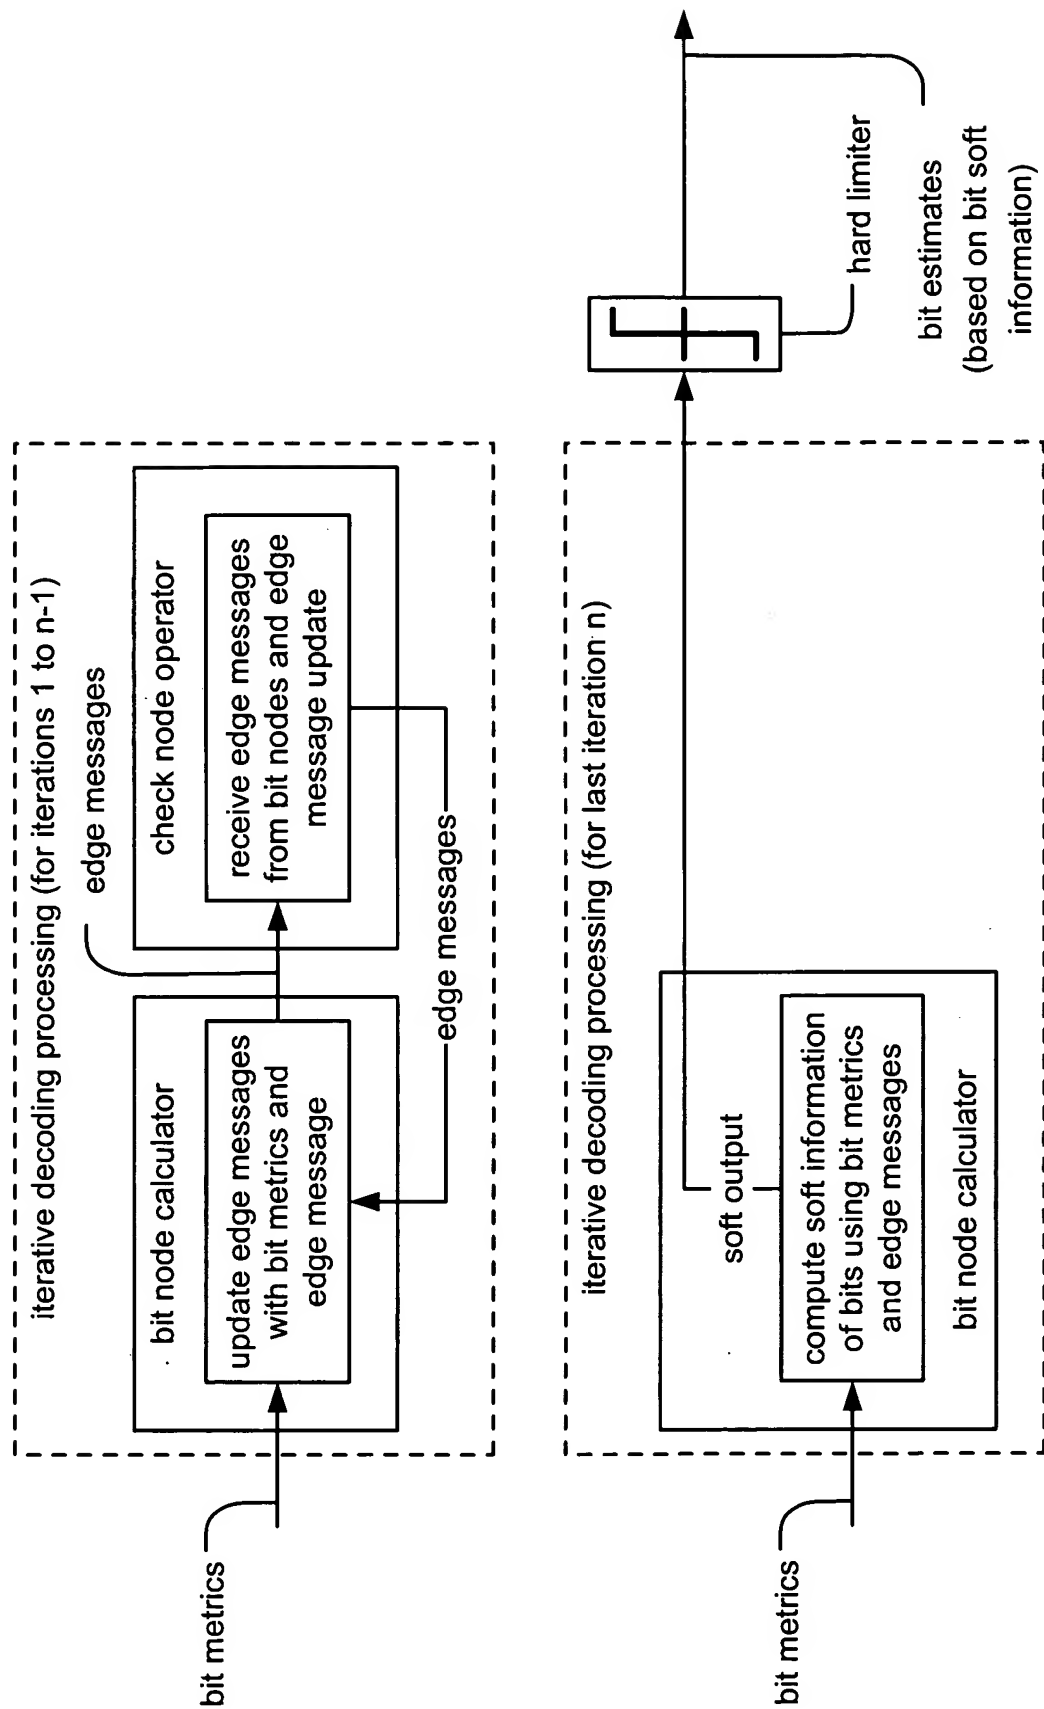 iterative decoding processing (for iterations 1 to n-1)
edge messages
bit node calculator
check node operator
update edge messages
with bit metrics and
edge message
receive edge messages
from bit nodes and edge
message update
bit metrics
edge messages
iterative decoding processing (for last iteration n)
soft output
compute soft information
of bits using bit metrics
and edge messages
bit node calculator
bit metrics
hard limiter
bit estimates
(based on bit soft
information)